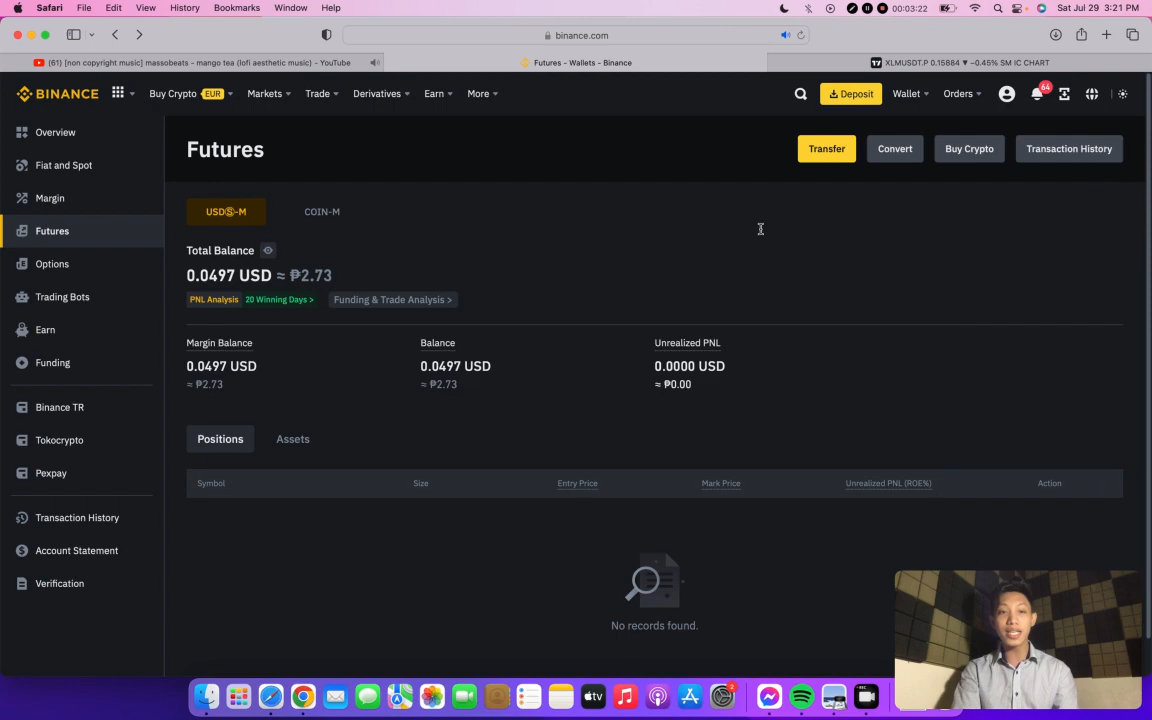 Safari File Edit View History Bookmarks Window Help 00:03:22 Sat Jul 29 3:21 PM
binance.com
(61) [non copyright music] massobeats - mango tea (lofi aesthetic music) - YouTube
Futures - Wallets - Binance
17 XLMUSDT.P 0.15884 ▼ −0.45% SM IC CHART
BINANCE Buy Crypto EUR Markets Trade Derivatives Earn More Deposit Wallet Orders 64
Overview
Fiat and Spot
Margin
Futures
Options
Trading Bots
Earn
Funding
Binance TR
Tokocrypto
Pexpay
Transaction History
Account Statement
Verification
Futures
Transfer Convert Buy Crypto Transaction History
USDⓈ-M COIN-M
Total Balance
0.0497 USD ≈ ₱2.73
PNL Analysis 20 Winning Days > Funding & Trade Analysis >
Margin Balance Balance Unrealized PNL
0.0497 USD 0.0497 USD 0.0000 USD
≈ ₱2.73 ≈ ₱2.73 ≈ ₱0.00
Positions Assets
Symbol Size Entry Price Mark Price Unrealized PNL (ROE%) Action
No records found.
tv